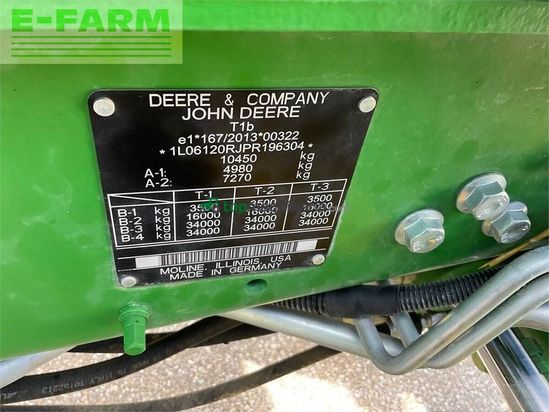 E-FARM
DEERE & COMPANY
JOHN DEERE
T1b
e1*167/2013*00322
*1L06120RJPR196304*
10450 kg
A-1: 4980 kg
A-2: 7270 kg
T-1 T-2 T-3
B-1 kg 3500 3500 3500
B-2 kg 16000 16000 16000
B-3 kg 34000 34000 34000
B-4 kg 34000 34000 34000
MOLINE, ILLINOIS, USA
MADE IN GERMANY